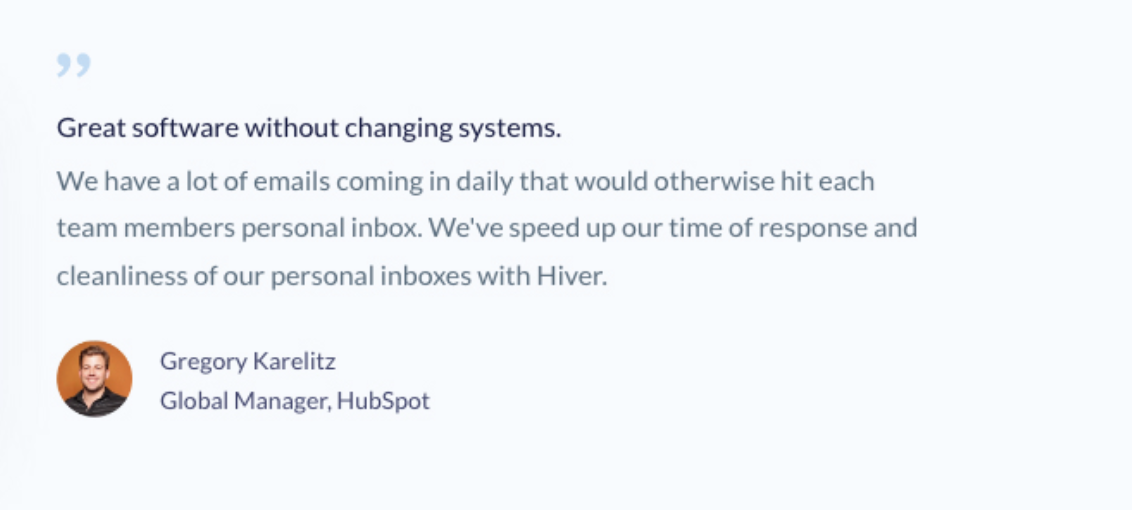 ”
Great software without changing systems.
We have a lot of emails coming in daily that would otherwise hit each
team members personal inbox. We've speed up our time of response and
cleanliness of our personal inboxes with Hiver.
Gregory Karelitz
Global Manager, HubSpot